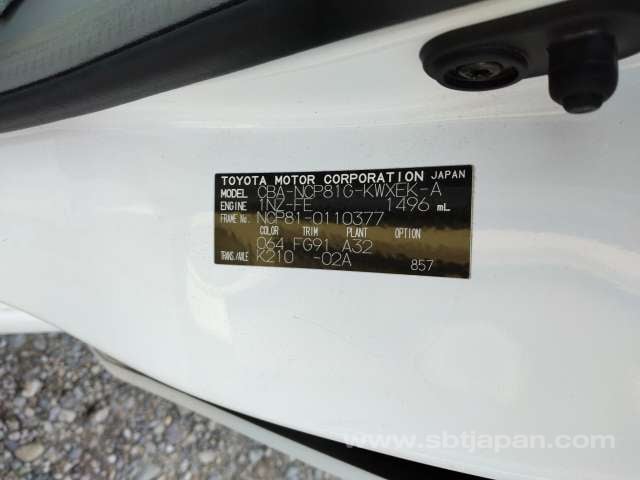 TOYOTA MOTOR CORPORATION JAPAN
MODEL CBA-NCP81G-KWXEK-A
ENGINE 1NZ-FE 1496 mL
FRAME No. NCP81-0110377
COLOR TRIM PLANT OPTION
064 FG91 A32
TRANS./AXLE K210 -02A 857
www.sbtjapan.com